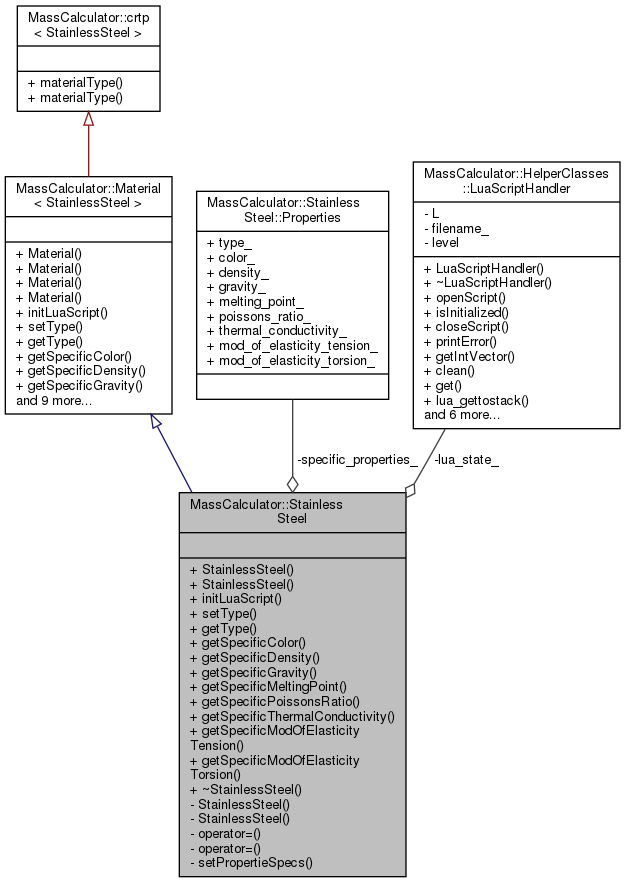 MassCalculator::crtp
< StainlessSteel >
+ materialType()
+ materialType()
MassCalculator::Material
< StainlessSteel >
+ Material()
+ Material()
+ Material()
+ Material()
+ initLuaScript()
+ setType()
+ getType()
+ getSpecificColor()
+ getSpecificDensity()
+ getSpecificGravity()
and 9 more...
MassCalculator::Stainless
Steel::Properties
+ type_
+ color_
+ density_
+ gravity_
+ melting_point_
+ poissons_ratio_
+ thermal_conductivity_
+ mod_of_elasticity_tension_
+ mod_of_elasticity_torsion_
MassCalculator::HelperClasses
::LuaScriptHandler
- L
- filename_
- level
+ LuaScriptHandler()
+ ~LuaScriptHandler()
+ openScript()
+ isInitialized()
+ closeScript()
+ printError()
+ getIntVector()
+ clean()
+ get()
+ lua_gettostack()
and 6 more...
-specific_properties_
-lua_state_
MassCalculator::Stainless
Steel
+ StainlessSteel()
+ StainlessSteel()
+ initLuaScript()
+ setType()
+ getType()
+ getSpecificColor()
+ getSpecificDensity()
+ getSpecificGravity()
+ getSpecificMeltingPoint()
+ getSpecificPoissonsRatio()
+ getSpecificThermalConductivity()
+ getSpecificModOfElasticity
Tension()
+ getSpecificModOfElasticity
Torsion()
+ ~StainlessSteel()
- StainlessSteel()
- StainlessSteel()
- operator=()
- operator=()
- setPropertieSpecs()